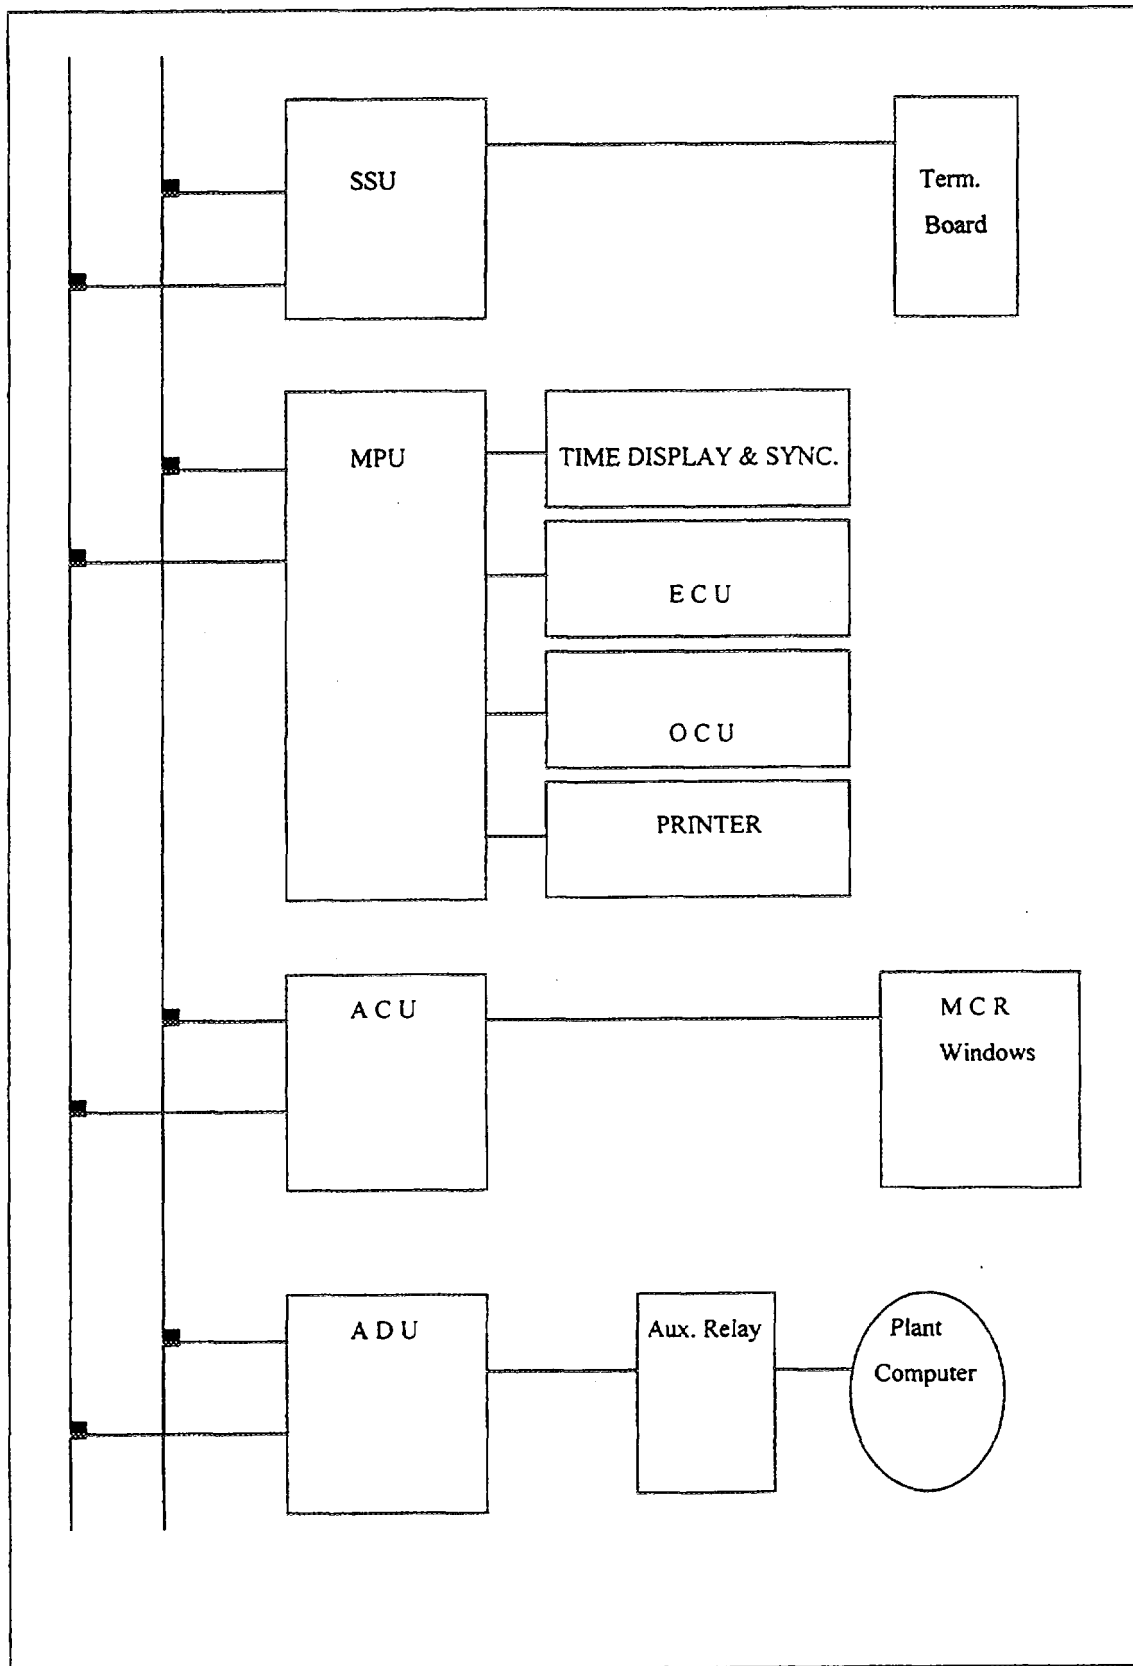 SSU
Term.
Board
MPU
TIME DISPLAY & SYNC.
E C U
O C U
PRINTER
A C U
M C R
Windows
A D U
Aux. Relay
Plant
Computer